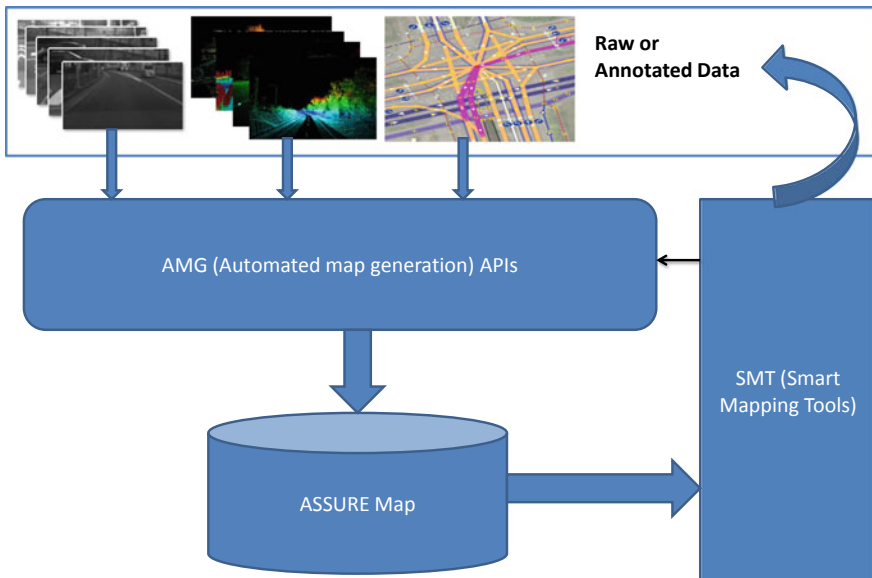 Raw or
Annotated Data
AMG (Automated map generation) APIs
SMT (Smart
Mapping Tools)
ASSURE Map